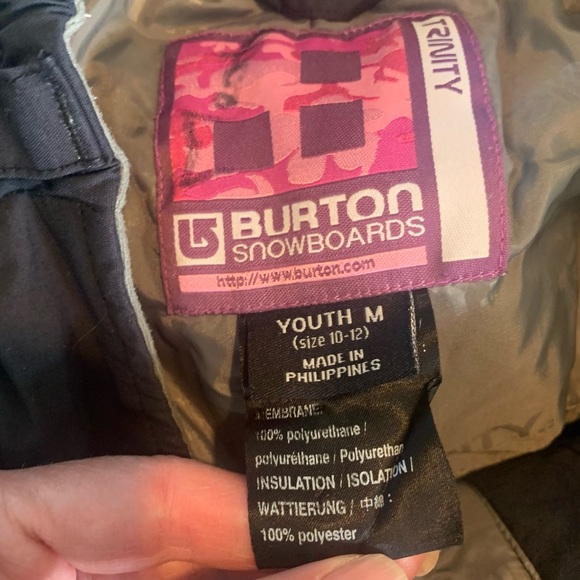 TRINITY
BURTON
SNOWBOARDS
http://www.burton.com
YOUTH M
(size 10-12)
MADE IN
PHILIPPINES
MEMBRANE:
100% polyurethane /
polyuréthane / Polyurethan
INSULATION / ISOLATION /
WATTIERUNG / 中綿 :
100% polyester